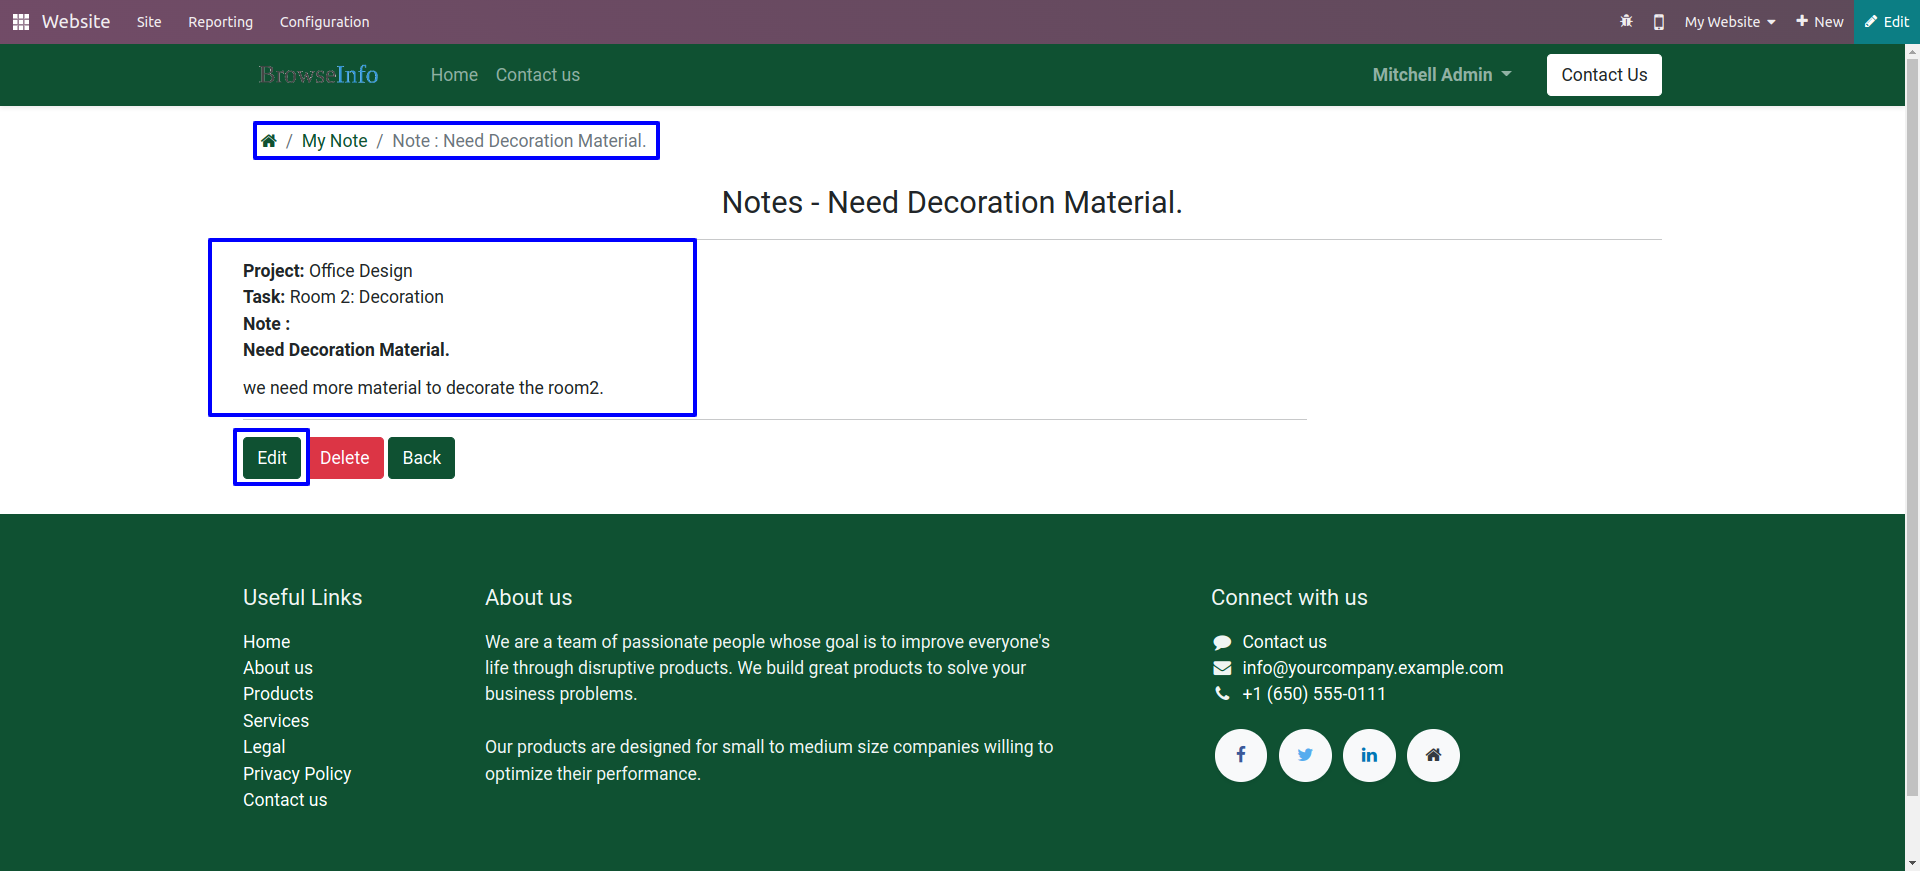 Website Site Reporting Configuration My Website New Edit
BrowseInfo Home Contact us Mitchell Admin Contact Us
/ My Note / Note : Need Decoration Material.
Notes - Need Decoration Material.
Project: Office Design
Task: Room 2: Decoration
Note :
Need Decoration Material.
we need more material to decorate the room2.
Edit Delete Back
Useful Links
Home
About us
Products
Services
Legal
Privacy Policy
Contact us
About us
We are a team of passionate people whose goal is to improve everyone's
life through disruptive products. We build great products to solve your
business problems.
Our products are designed for small to medium size companies willing to
optimize their performance.
Connect with us
Contact us
info@yourcompany.example.com
+1 (650) 555-0111